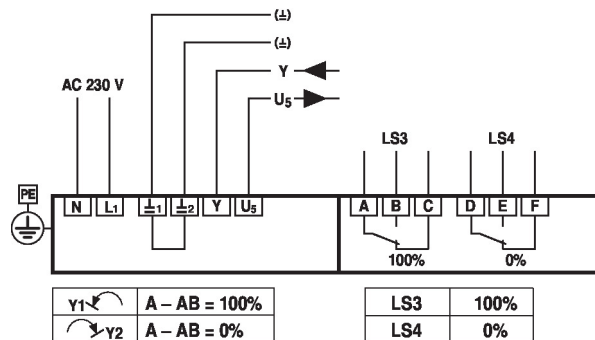 (⊥)
(⊥)
Y
AC 230 V
U5
LS3 LS4
PE
N L1 ⊥1 ⊥2 Y U5 A B C D E F
100% 0%
Y1 A – AB = 100%
Y2 A – AB = 0%
LS3 100%
LS4 0%